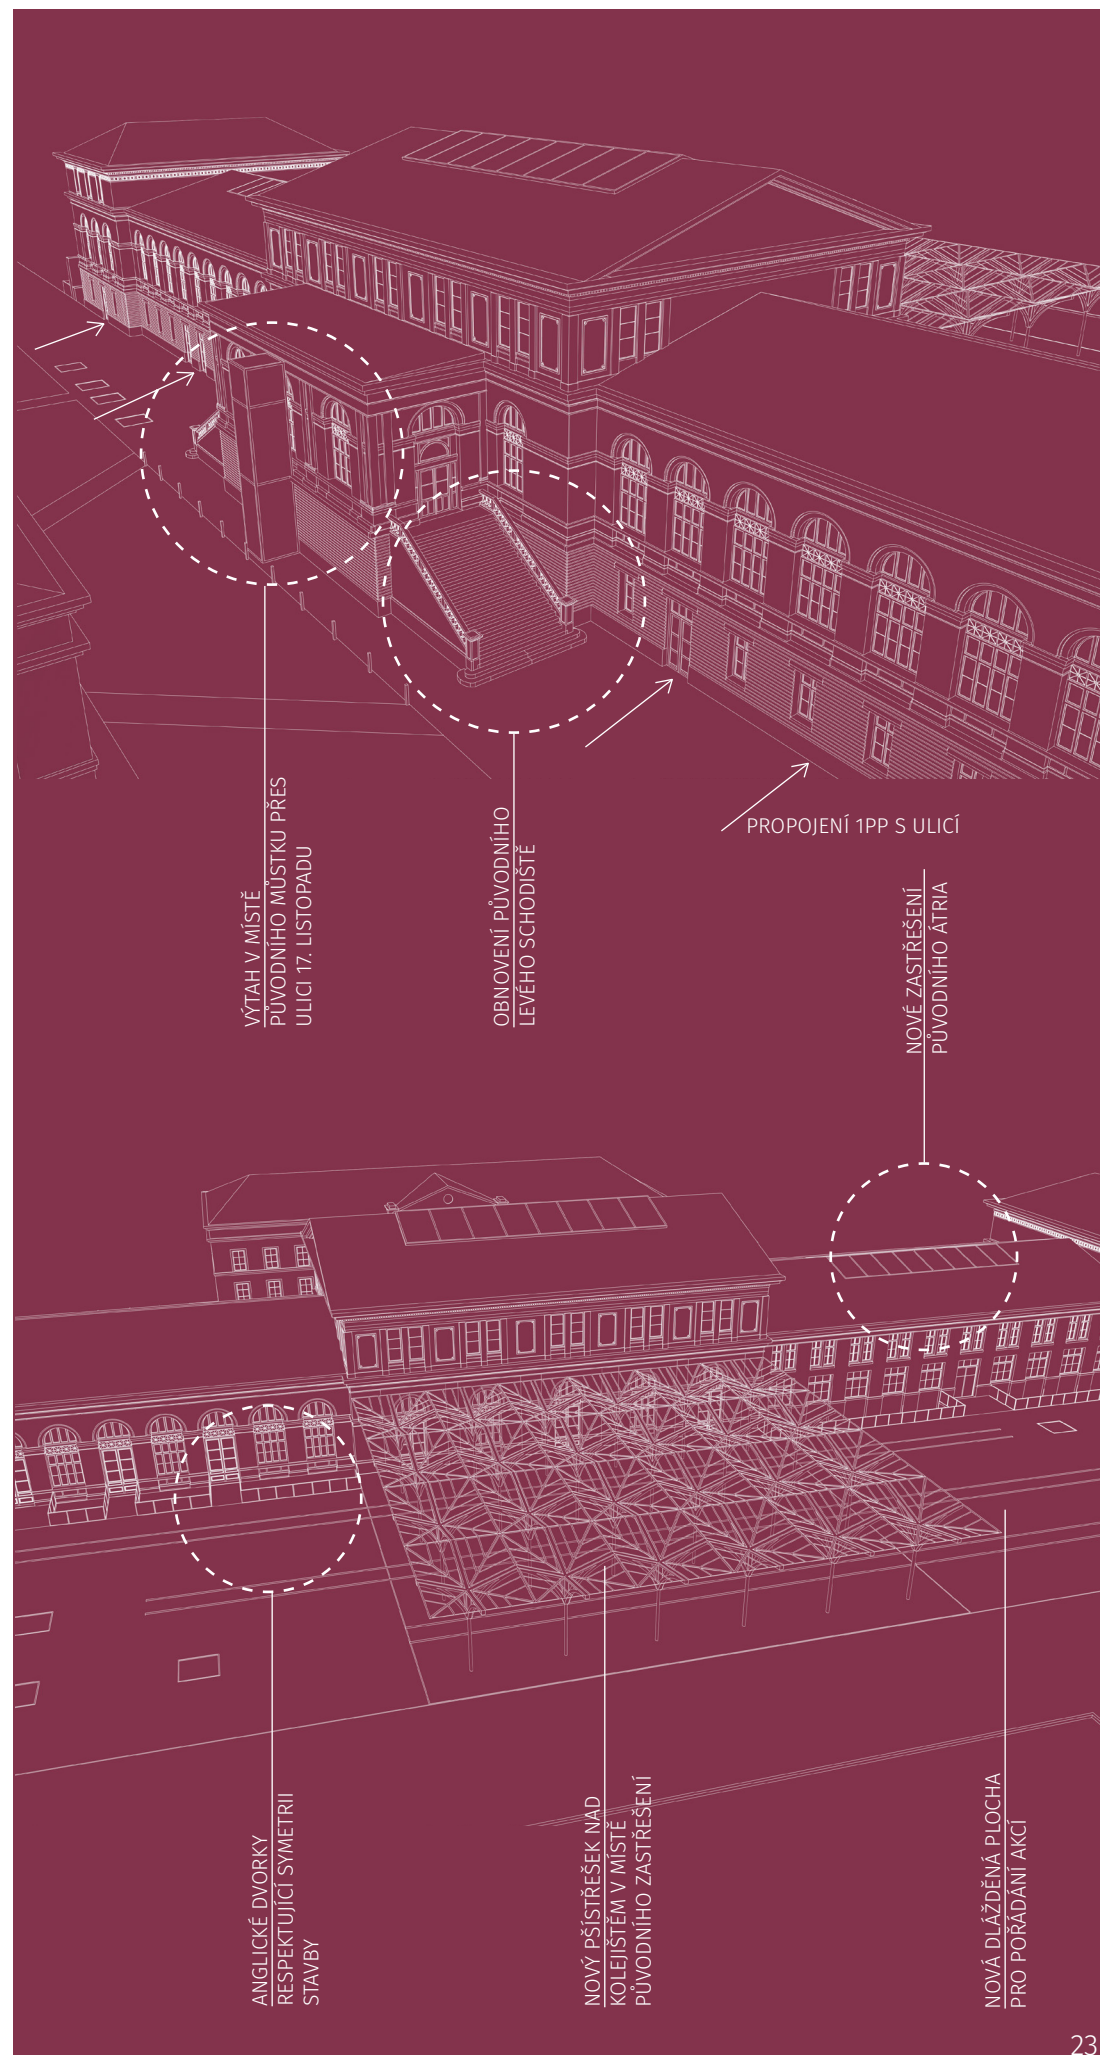 VÝTAH V MÍSTĚ
PŮVODNÍHO MŮSTKU PŘES
ULICI 17. LISTOPADU
OBNOVENÍ PŮVODNÍHO
LEVÉHO SCHODIŠTĚ
PROPOJENÍ 1PP S ULICÍ
NOVÉ ZASTŘEŠENÍ
PŮVODNÍHO ÁTRIA
ANGLICKÉ DVORKY
RESPEKTUJÍCÍ SYMETRII
STAVBY
NOVÝ PŠÍSTŘEŠEK NAD
KOLEJIŠTĚM V MÍSTĚ
PŮVODNÍHO ZASTŘEŠENÍ
NOVÁ DLÁŽDĚNÁ PLOCHA
PRO POŘÁDÁNÍ AKCÍ
23